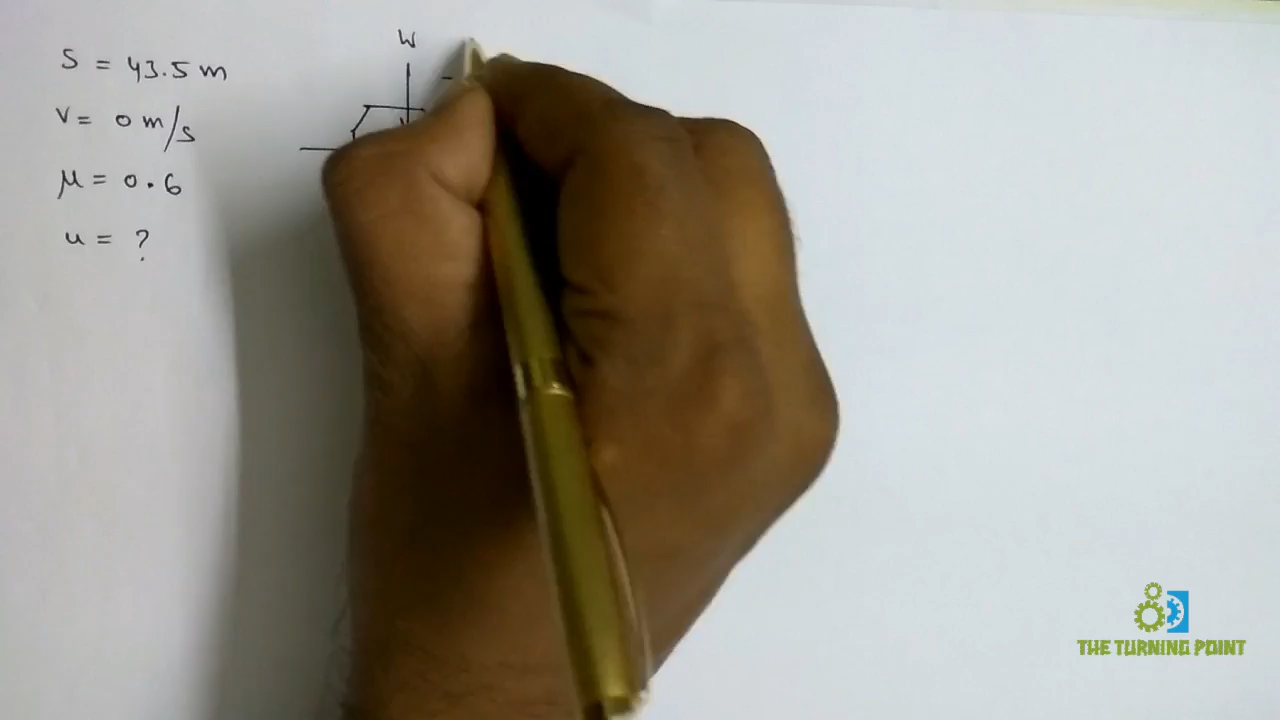 S = 43.5 m
V = 0 m/s
μ = 0.6
u = ?
W
THE TURNING POINT